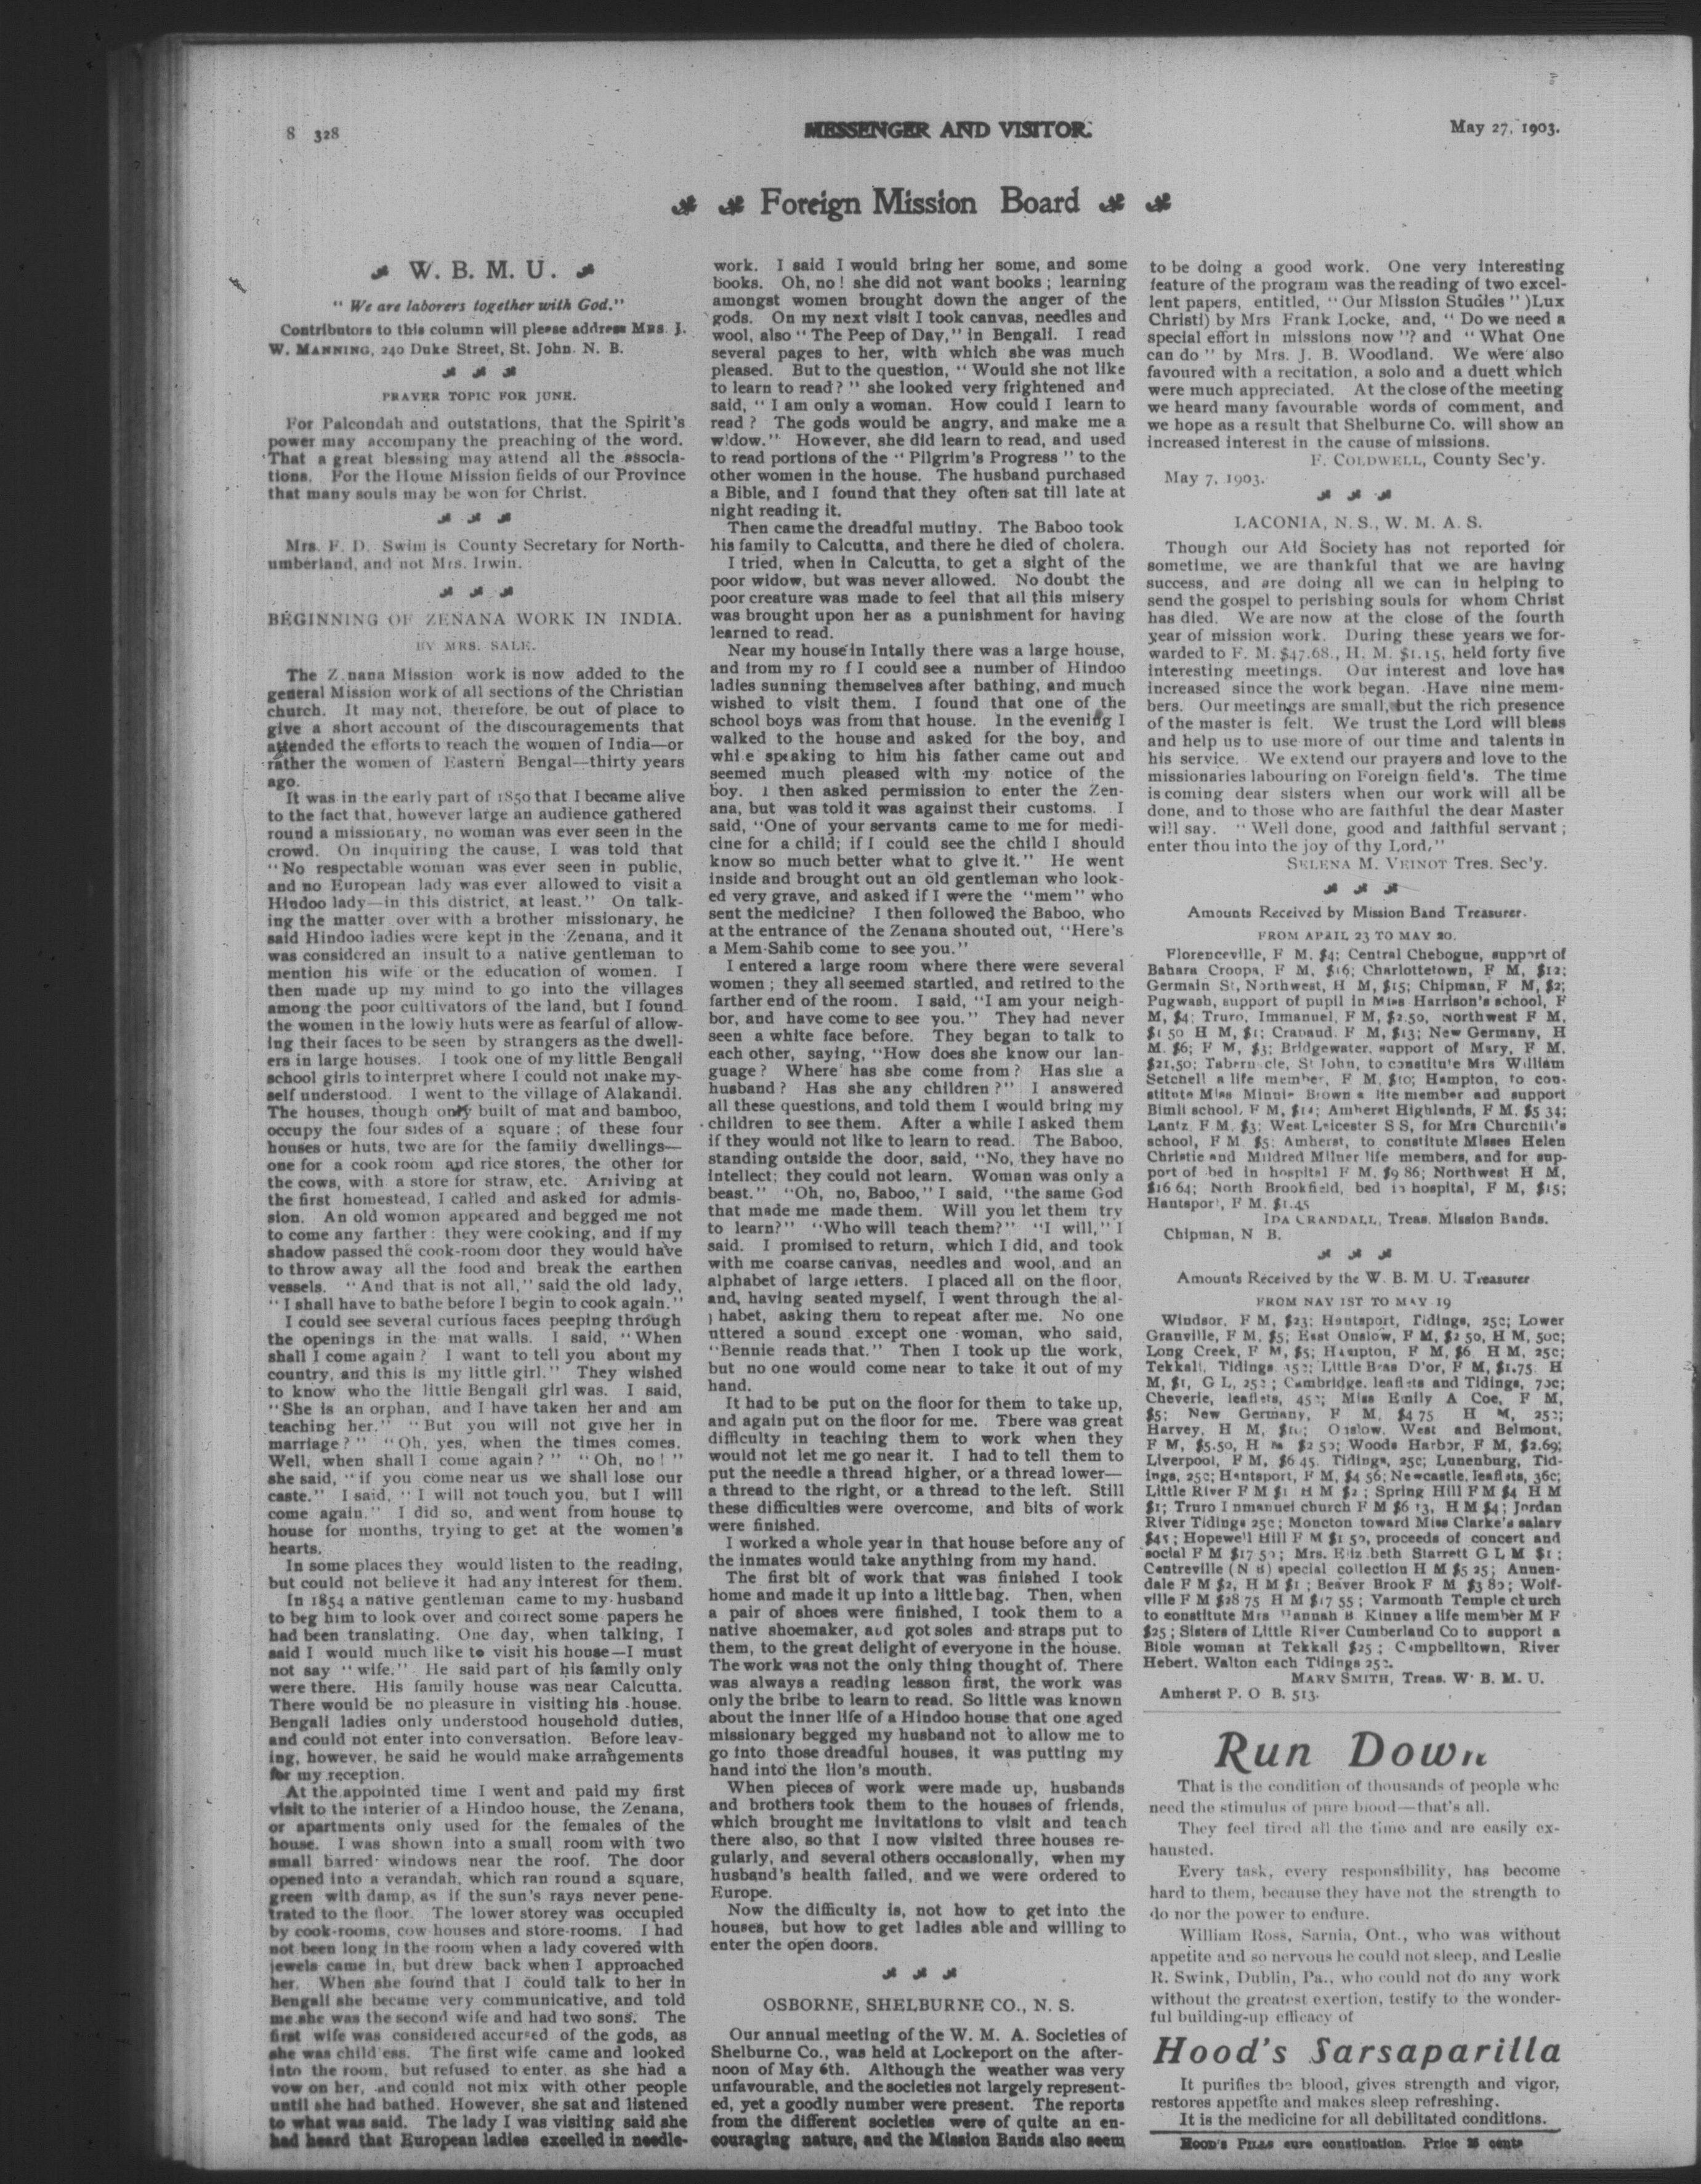 8 328
MESSENGER AND VISITOR.
May 27, 1903.
Foreign Mission Board
W. B. M. U.
" We are laborers together with God."
Contributors to this column will please address MRS. J.
W. MANNING, 240 Duke Street, St. John. N. B.
PRAYER TOPIC FOR JUNE.
For Palcondah and outstations, that the Spirit's
power may accompany the preaching of the word.
That a great blessing may attend all the associa-
tions. For the Home Mission fields of our Province
that many souls may be won for Christ.
Mrs. F. D. Swim is County Secretary for North-
umberland, and not Mrs. Irwin.
BEGINNING OF ZENANA WORK IN INDIA.
BY MRS. SALE.
The Z nana Mission work is now added to the
general Mission work of all sections of the Christian
church. It may not, therefore, be out of place to
give a short account of the discouragements that
attended the efforts to reach the women of India—or
rather the women of Eastern Bengal—thirty years
ago.
It was in the early part of 1850 that I became alive
to the fact that, however large an audience gathered
round a missionary, no woman was ever seen in the
crowd. On inquiring the cause, I was told that
"No respectable woman was ever seen in public,
and no European lady was ever allowed to visit a
Hindoo lady—in this district, at least." On talk-
ing the matter over with a brother missionary, he
said Hindoo ladies were kept in the Zenana, and it
was considered an insult to a native gentleman to
mention his wife or the education of women. I
then made up my mind to go into the villages
among the poor cultivators of the land, but I found
the women in the lowly huts were as fearful of allow-
ing their faces to be seen by strangers as the dwell-
ers in large houses. I took one of my little Bengali
school girls to interpret where I could not make my-
self understood. I went to the village of Alakandi.
The houses, though only built of mat and bamboo,
occupy the four sides of a square ; of these four
houses or huts, two are for the family dwellings—
one for a cook room and rice stores, the other for
the cows, with a store for straw, etc. Arriving at
the first homestead, I called and asked for admis-
sion. An old womon appeared and begged me not
to come any farther : they were cooking, and if my
shadow passed the cook-room door they would have
to throw away all the food and break the earthen
vessels. "And that is not all," said the old lady,
"I shall have to bathe before I begin to cook again."
I could see several curious faces peeping through
the openings in the mat walls. I said, "When
shall I come again? I want to tell you about my
country, and this is my little girl." They wished
to know who the little Bengali girl was. I said,
"She is an orphan, and I have taken her and am
teaching her." "But you will not give her in
marriage?" "Oh, yes, when the times comes.
Well, when shall I come again?" "Oh, no!"
she said, "if you come near us we shall lose our
caste." I said, "I will not touch you, but I will
come again." I did so, and went from house to
house for months, trying to get at the women's
hearts.
In some places they would listen to the reading,
but could not believe it had any interest for them.
In 1854 a native gentleman came to my husband
to beg him to look over and correct some papers he
had been translating. One day, when talking, I
said I would much like to visit his house—I must
not say "wife." He said part of his family only
were there. His family house was near Calcutta.
There would be no pleasure in visiting his house.
Bengali ladies only understood household duties,
and could not enter into conversation. Before leav-
ing, however, he said he would make arrangements
for my reception.
At the appointed time I went and paid my first
visit to the interier of a Hindoo house, the Zenana,
or apartments only used for the females of the
house. I was shown into a small room with two
small barred windows near the roof. The door
opened into a verandah, which ran round a square,
green with damp, as if the sun's rays never pene-
trated to the floor. The lower storey was occupied
by cook-rooms, cow houses and store-rooms. I had
not been long in the room when a lady covered with
jewels came in, but drew back when I approached
her. When she found that I could talk to her in
Bengali she became very communicative, and told
me she was the second wife and had two sons. The
first wife was considered accursed of the gods, as
she was child ess. The first wife came and looked
into the room, but refused to enter, as she had a
vow on her, and could not mix with other people
until she had bathed. However, she sat and listened
to what was said. The lady I was visiting said she
had heard that European ladies excelled in needle-
work. I said I would bring her some, and some
books. Oh, no! she did not want books ; learning
amongst women brought down the anger of the
gods. On my next visit I took canvas, needles and
wool, also "The Peep of Day," in Bengali. I read
several pages to her, with which she was much
pleased. But to the question, "Would she not like
to learn to read?" she looked very frightened and
said, "I am only a woman. How could I learn to
read? The gods would be angry, and make me a
widow." However, she did learn to read, and used
to read portions of the "Pilgrim's Progress" to the
other women in the house. The husband purchased
a Bible, and I found that they often sat till late at
night reading it.
Then came the dreadful mutiny. The Baboo took
his family to Calcutta, and there he died of cholera.
I tried, when in Calcutta, to get a sight of the
poor widow, but was never allowed. No doubt the
poor creature was made to feel that all this misery
was brought upon her as a punishment for having
learned to read.
Near my house in Intally there was a large house,
and from my ro f I could see a number of Hindoo
ladies sunning themselves after bathing, and much
wished to visit them. I found that one of the
school boys was from that house. In the evening I
walked to the house and asked for the boy, and
whi e speaking to him his father came out and
seemed much pleased with my notice of the
boy. I then asked permission to enter the Zen-
ana, but was told it was against their customs. I
said, "One of your servants came to me for medi-
cine for a child; if I could see the child I should
know so much better what to give it." He went
inside and brought out an old gentleman who look-
ed very grave, and asked if I were the "mem" who
sent the medicine? I then followed the Baboo, who
at the entrance of the Zenana shouted out, "Here's
a Mem-Sahib come to see you."
I entered a large room where there were several
women ; they all seemed startled, and retired to the
farther end of the room. I said, "I am your neigh-
bor, and have come to see you." They had never
seen a white face before. They began to talk to
each other, saying, "How does she know our lan-
guage? Where has she come from? Has she a
husband? Has she any children?" I answered
all these questions, and told them I would bring my
children to see them. After a while I asked them
if they would not like to learn to read. The Baboo,
standing outside the door, said, "No, they have no
intellect; they could not learn. Woman was only a
beast." "Oh, no, Baboo," I said, "the same God
that made me made them. Will you let them try
to learn?" "Who will teach them?" "I will," I
said. I promised to return, which I did, and took
with me coarse canvas, needles and wool, and an
alphabet of large letters. I placed all on the floor,
and, having seated myself, I went through the al-
habet, asking them to repeat after me. No one
uttered a sound except one woman, who said,
"Bennie reads that." Then I took up the work,
but no one would come near to take it out of my
hand.
It had to be put on the floor for them to take up,
and again put on the floor for me. There was great
difficulty in teaching them to work when they
would not let me go near it. I had to tell them to
put the needle a thread higher, or a thread lower—
a thread to the right, or a thread to the left. Still
these difficulties were overcome, and bits of work
were finished.
I worked a whole year in that house before any of
the inmates would take anything from my hand.
The first bit of work that was finished I took
home and made it up into a little bag. Then, when
a pair of shoes were finished, I took them to a
native shoemaker, and got soles and straps put to
them, to the great delight of everyone in the house.
The work was not the only thing thought of. There
was always a reading lesson first, the work was
only the bribe to learn to read. So little was known
about the inner life of a Hindoo house that one aged
missionary begged my husband not to allow me to
go into those dreadful houses, it was putting my
hand into the lion's mouth.
When pieces of work were made up, husbands
and brothers took them to the houses of friends,
which brought me invitations to visit and teach
there also, so that I now visited three houses re-
gularly, and several others occasionally, when my
husband's health failed, and we were ordered to
Europe.
Now the difficulty is, not how to get into the
houses, but how to get ladies able and willing to
enter the open doors.
OSBORNE, SHELBURNE CO., N. S.
Our annual meeting of the W. M. A. Societies of
Shelburne Co., was held at Lockeport on the after-
noon of May 6th. Although the weather was very
unfavourable, and the societies not largely represent-
ed, yet a goodly number were present. The reports
from the different societies were of quite an en-
couraging nature, and the Mission Bands also seem
to be doing a good work. One very interesting
feature of the program was the reading of two excel-
lent papers, entitled, "Our Mission Studies" )Lux
Christi) by Mrs Frank Locke, and, "Do we need a
special effort in missions now"? and "What One
can do" by Mrs. J. B. Woodland. We were also
favoured with a recitation, a solo and a duett which
were much appreciated. At the close of the meeting
we heard many favourable words of comment, and
we hope as a result that Shelburne Co. will show an
increased interest in the cause of missions.
F. COLDWELL, County Sec'y.
May 7, 1903.
LACONIA, N. S., W. M. A. S.
Though our Aid Society has not reported for
sometime, we are thankful that we are having
success, and are doing all we can in helping to
send the gospel to perishing souls for whom Christ
has died. We are now at the close of the fourth
year of mission work. During these years we for-
warded to F. M. $47.68., H. M. $1.15, held forty five
interesting meetings. Our interest and love has
increased since the work began. Have nine mem-
bers. Our meetings are small, but the rich presence
of the master is felt. We trust the Lord will bless
and help us to use more of our time and talents in
his service. We extend our prayers and love to the
missionaries labouring on Foreign field's. The time
is coming dear sisters when our work will all be
done, and to those who are faithful the dear Master
will say. "Well done, good and faithful servant ;
enter thou into the joy of thy Lord,"
SELENA M. VEINOT Tres. Sec'y.
Amounts Received by Mission Band Treasurer.
FROM APRIL 23 TO MAY 20.
Florenceville, F M. $4; Central Chebogue, support of
Bahara Croopa, F M, $16; Charlottetown, F M, $12;
Germain St, Northwest, H M, $15; Chipman, F M, $2;
Pugwash, support of pupil in Miss Harrison's school, F
M, $4; Truro, Immanuel, F M, $2.50, Northwest F M,
$1 50 H M, $1; Crapaud. F M, $13; New Germany, H
M. $6; F M, $3; Bridgewater, support of Mary, F M,
$21,50; Tabern cle, St John, to constitute Mrs William
Setchell a life member, F M, $10; Hampton, to con-
stitute Miss Minnie Brown a life member and support
Bimli school, F M, $14; Amherst Highlands, F M. $5 34;
Lantz F M, $3; West Leicester S S, for Mrs Churchill's
school, F M $5; Amherst, to constitute Misses Helen
Christie and Mildred Milner life members, and for sup-
port of bed in hospital F M, $9 86; Northwest H M,
$16 64; North Brookfield, bed in hospital, F M, $15;
Hantsport, F M. $1.45
IDA CRANDALL, Treas. Mission Bands.
Chipman, N B.
Amounts Received by the W. B. M. U. Treasurer
FROM NAY 1ST TO MAY 19
Windsor, F M, $23; Hantsport, Tidings, 25c; Lower
Granville, F M, $5; East Onslow, F M, $2 50, H M, 50c;
Long Creek, F M, $5; Hampton, F M, $6 H M, 25c;
Tekkali, Tidings ; Little Bras D'or, F M, $1.75 H
M, $1, G L, 25c ; Cambridge, leaflets and Tidings, 70c;
Cheverie, leaflets, 45c; Miss Emily A Coe, F M,
$5; New Germany, F M, $4 75 H M, 25c;
Harvey, H M, $10; Onslow, West and Belmont,
F M, $5.50, H M $2 50; Woods Harbor, F M, $2.69;
Liverpool, F M, $6 45. Tidings, 25c; Lunenburg, Tid-
ings, 25c; Hantsport, F M, $4 56; Newcastle, leaflets, 36c;
Little River F M $1 H M $2 ; Spring Hill F M $4 H M
$1; Truro I nmanuel church F M $6 13, H M $4; Jordan
River Tidings 25c; Moncton toward Miss Clarke's salary
$45 ; Hopewell Hill F M $1 50, proceeds of concert and
social F M $17 50; Mrs. Eliz beth Starrett G L M $1 ;
Centreville (N B) special collection H M $5 25; Annen-
dale F M $2, H M $1 ; Beaver Brook F M $3 80; Wolf-
ville F M $28 75 H M $17 55 ; Yarmouth Temple church
to constitute Mrs Hannah B. Kinney a life member M F
$25 ; Sisters of Little River Cumberland Co to support a
Bible woman at Tekkali $25 ; Campbelltown, River
Hebert, Walton each Tidings 25c.
MARY SMITH, Treas. W. B. M. U.
Amherst P. O B. 513.
Run Down
That is the condition of thousands of people who
need the stimulus of pure blood—that's all.
They feel tired all the time and are easily ex-
hausted.
Every task, every responsibility, has become
hard to them, because they have not the strength to
do nor the power to endure.
William Ross, Sarnia, Ont., who was without
appetite and so nervous he could not sleep, and Leslie
R. Swink, Dublin, Pa., who could not do any work
without the greatest exertion, testify to the wonder-
ful building-up efficacy of
Hood's Sarsaparilla
It purifies the blood, gives strength and vigor,
restores appetite and makes sleep refreshing.
It is the medicine for all debilitated conditions.
HOOD'S PILLS cure constipation. Price 25 cents